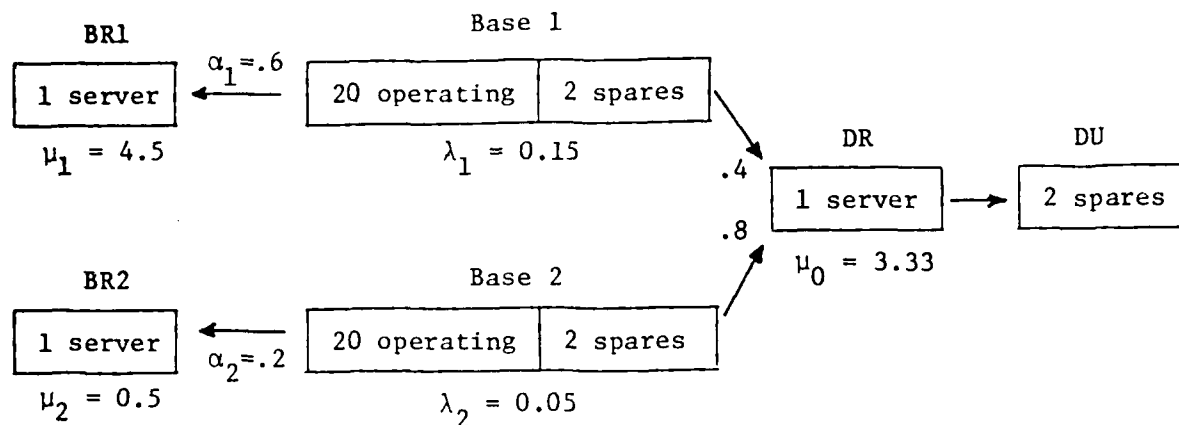 Base 1
BR1
α1=.6
1 server
20 operating
2 spares
μ1 = 4.5
λ1 = 0.15
DR
DU
.4
1 server
2 spares
.8
μ0 = 3.33
BR2
Base 2
1 server
α2=.2
20 operating
2 spares
μ2 = 0.5
λ2 = 0.05